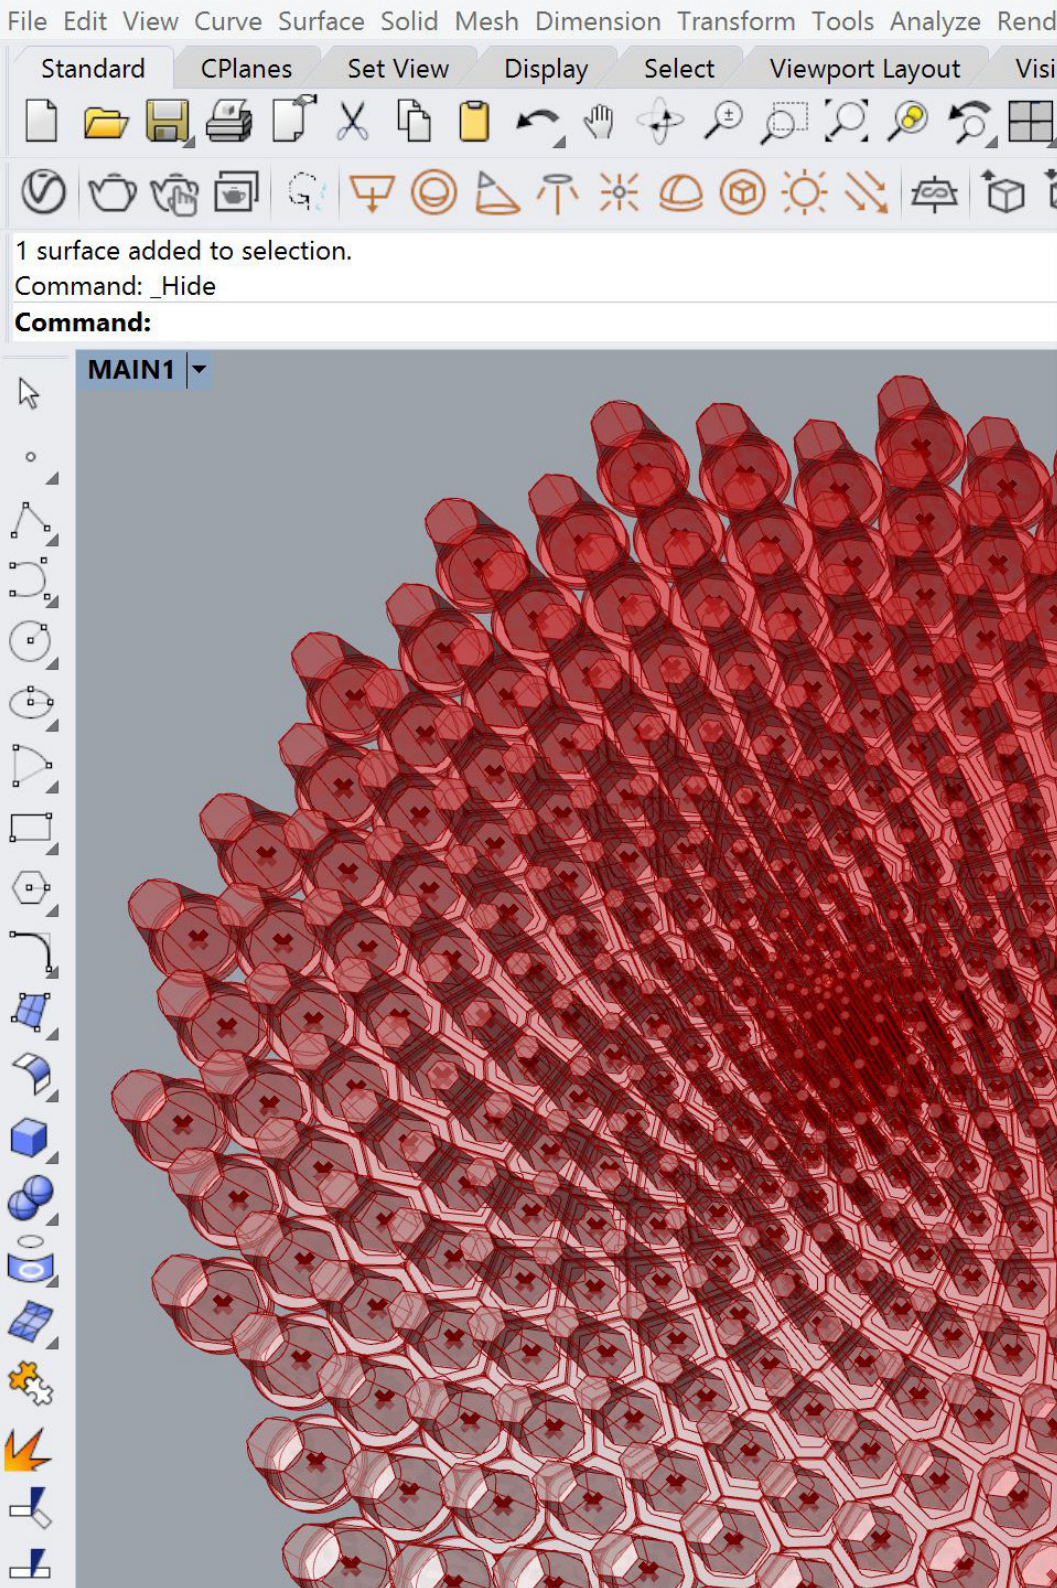 File Edit View Curve Surface Solid Mesh Dimension Transform Tools Analyze Rend
Standard CPlanes Set View Display Select Viewport Layout Visi
1 surface added to selection.
Command: _Hide
Command:
MAIN1